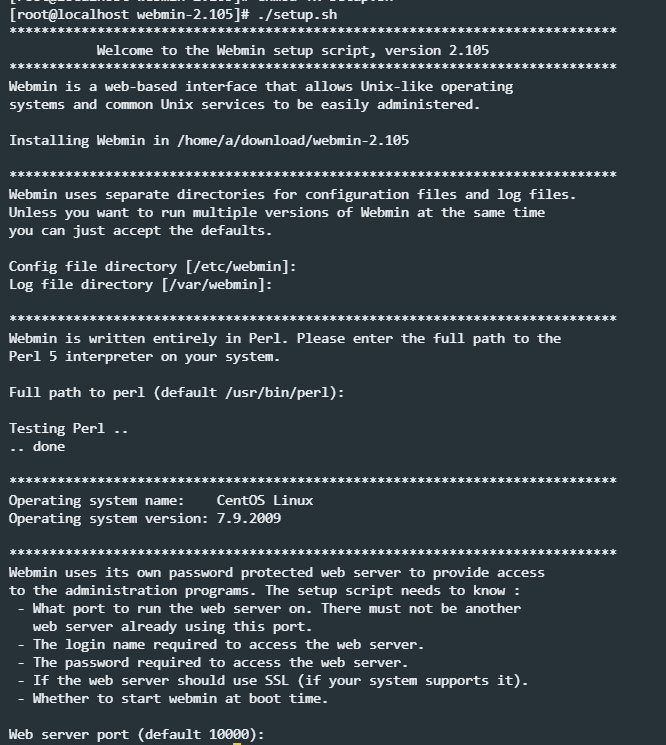 [root@localhost webmin-2.105]# ./setup.sh
****************************************************************************
Welcome to the Webmin setup script, version 2.105
****************************************************************************
Webmin is a web-based interface that allows Unix-like operating
systems and common Unix services to be easily administered.
Installing Webmin in /home/a/download/webmin-2.105
****************************************************************************
Webmin uses separate directories for configuration files and log files.
Unless you want to run multiple versions of Webmin at the same time
you can just accept the defaults.
Config file directory [/etc/webmin]:
Log file directory [/var/webmin]:
****************************************************************************
Webmin is written entirely in Perl. Please enter the full path to the
Perl 5 interpreter on your system.
Full path to perl (default /usr/bin/perl):
Testing Perl ..
.. done
****************************************************************************
Operating system name:    CentOS Linux
Operating system version: 7.9.2009
****************************************************************************
Webmin uses its own password protected web server to provide access
to the administration programs. The setup script needs to know :
- What port to run the web server on. There must not be another
web server already using this port.
- The login name required to access the web server.
- The password required to access the web server.
- If the web server should use SSL (if your system supports it).
- Whether to start webmin at boot time.
Web server port (default 10000):